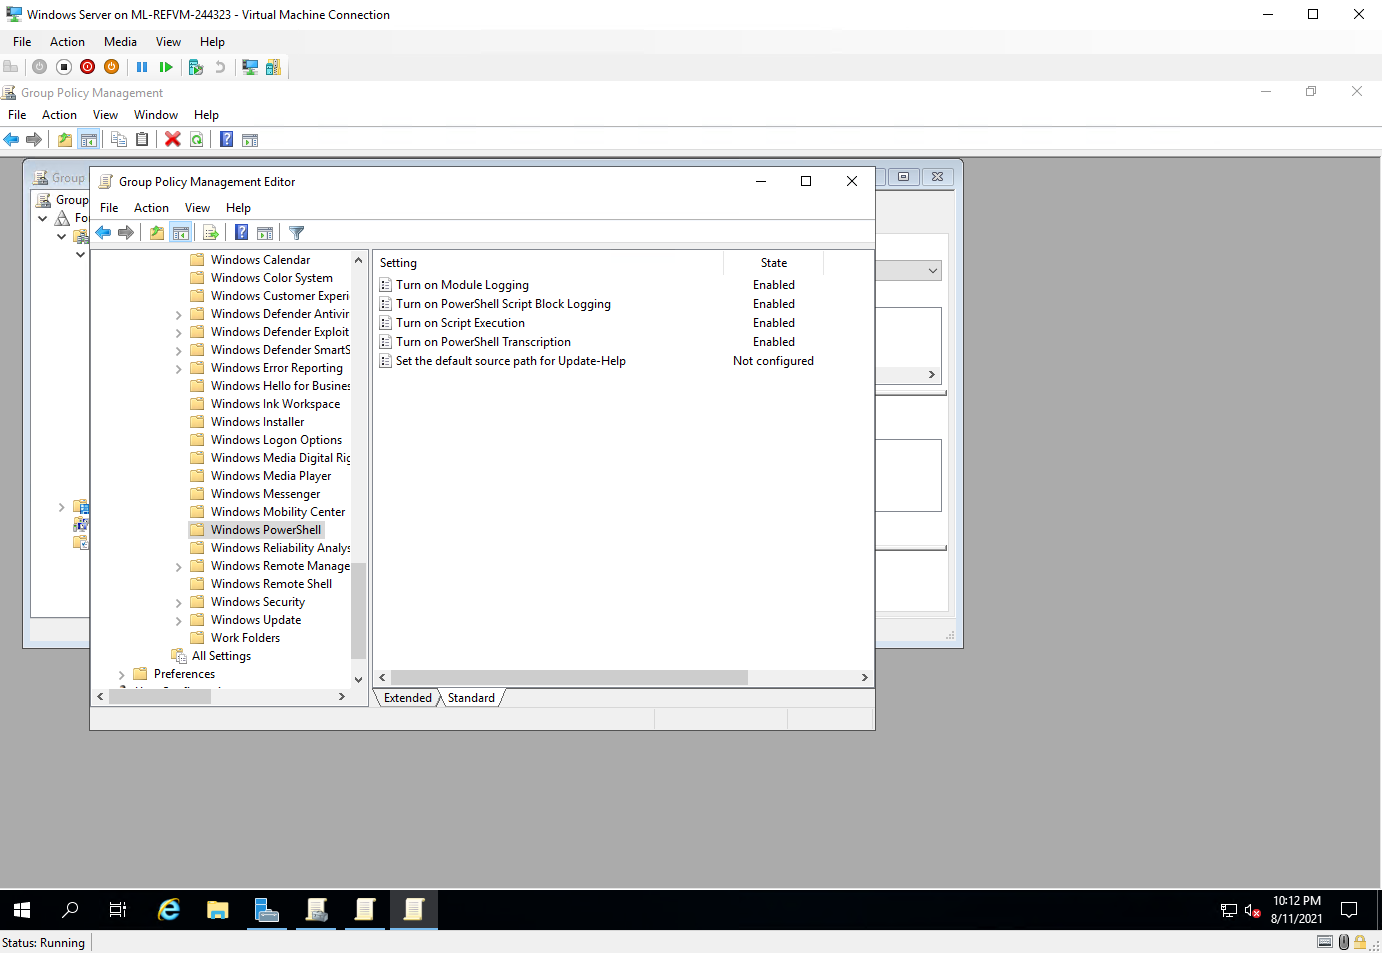 Windows Server on ML-REFVM-244323 - Virtual Machine Connection
File Action Media View Help
Group Policy Management
File Action View Window Help
Group
Group
Fo
Group Policy Management Editor
File Action View Help
Windows Calendar
Windows Color System
Windows Customer Experi
Windows Defender Antivir
Windows Defender Exploit
Windows Defender SmartS
Windows Error Reporting
Windows Hello for Busines
Windows Ink Workspace
Windows Installer
Windows Logon Options
Windows Media Digital Rig
Windows Media Player
Windows Messenger
Windows Mobility Center
Windows PowerShell
Windows Reliability Analys
Windows Remote Manage
Windows Remote Shell
Windows Security
Windows Update
Work Folders
All Settings
Preferences
Setting State
Turn on Module Logging Enabled
Turn on PowerShell Script Block Logging Enabled
Turn on Script Execution Enabled
Turn on PowerShell Transcription Enabled
Set the default source path for Update-Help Not configured
Extended Standard
10:12 PM
8/11/2021
Status: Running